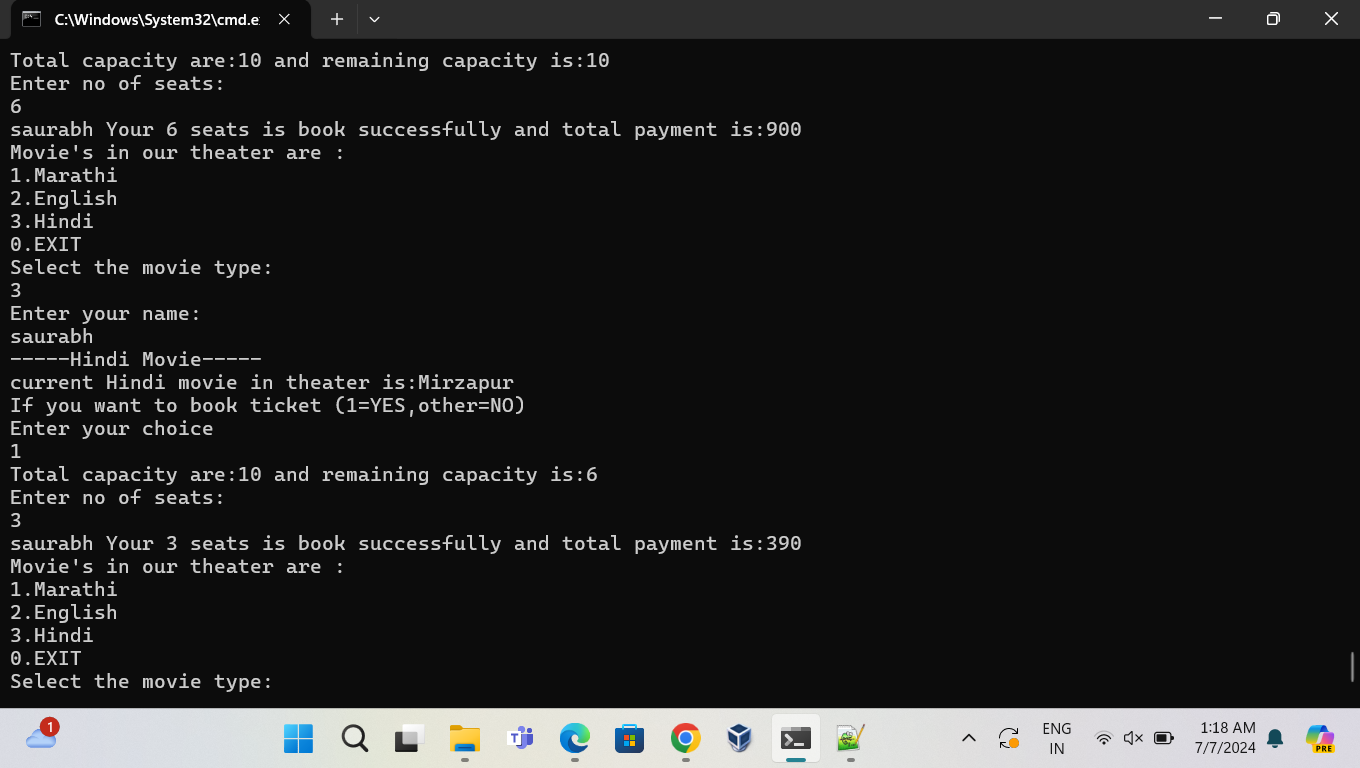 C:\Windows\System32\cmd.e
Total capacity are:10 and remaining capacity is:10
Enter no of seats:
6
saurabh Your 6 seats is book successfully and total payment is:900
Movie's in our theater are :
1.Marathi
2.English
3.Hindi
0.EXIT
Select the movie type:
3
Enter your name:
saurabh
-----Hindi Movie-----
current Hindi movie in theater is:Mirzapur
If you want to book ticket (1=YES,other=NO)
Enter your choice
1
Total capacity are:10 and remaining capacity is:6
Enter no of seats:
3
saurabh Your 3 seats is book successfully and total payment is:390
Movie's in our theater are :
1.Marathi
2.English
3.Hindi
0.EXIT
Select the movie type:
1
ENG
IN
1:18 AM
7/7/2024
PRE